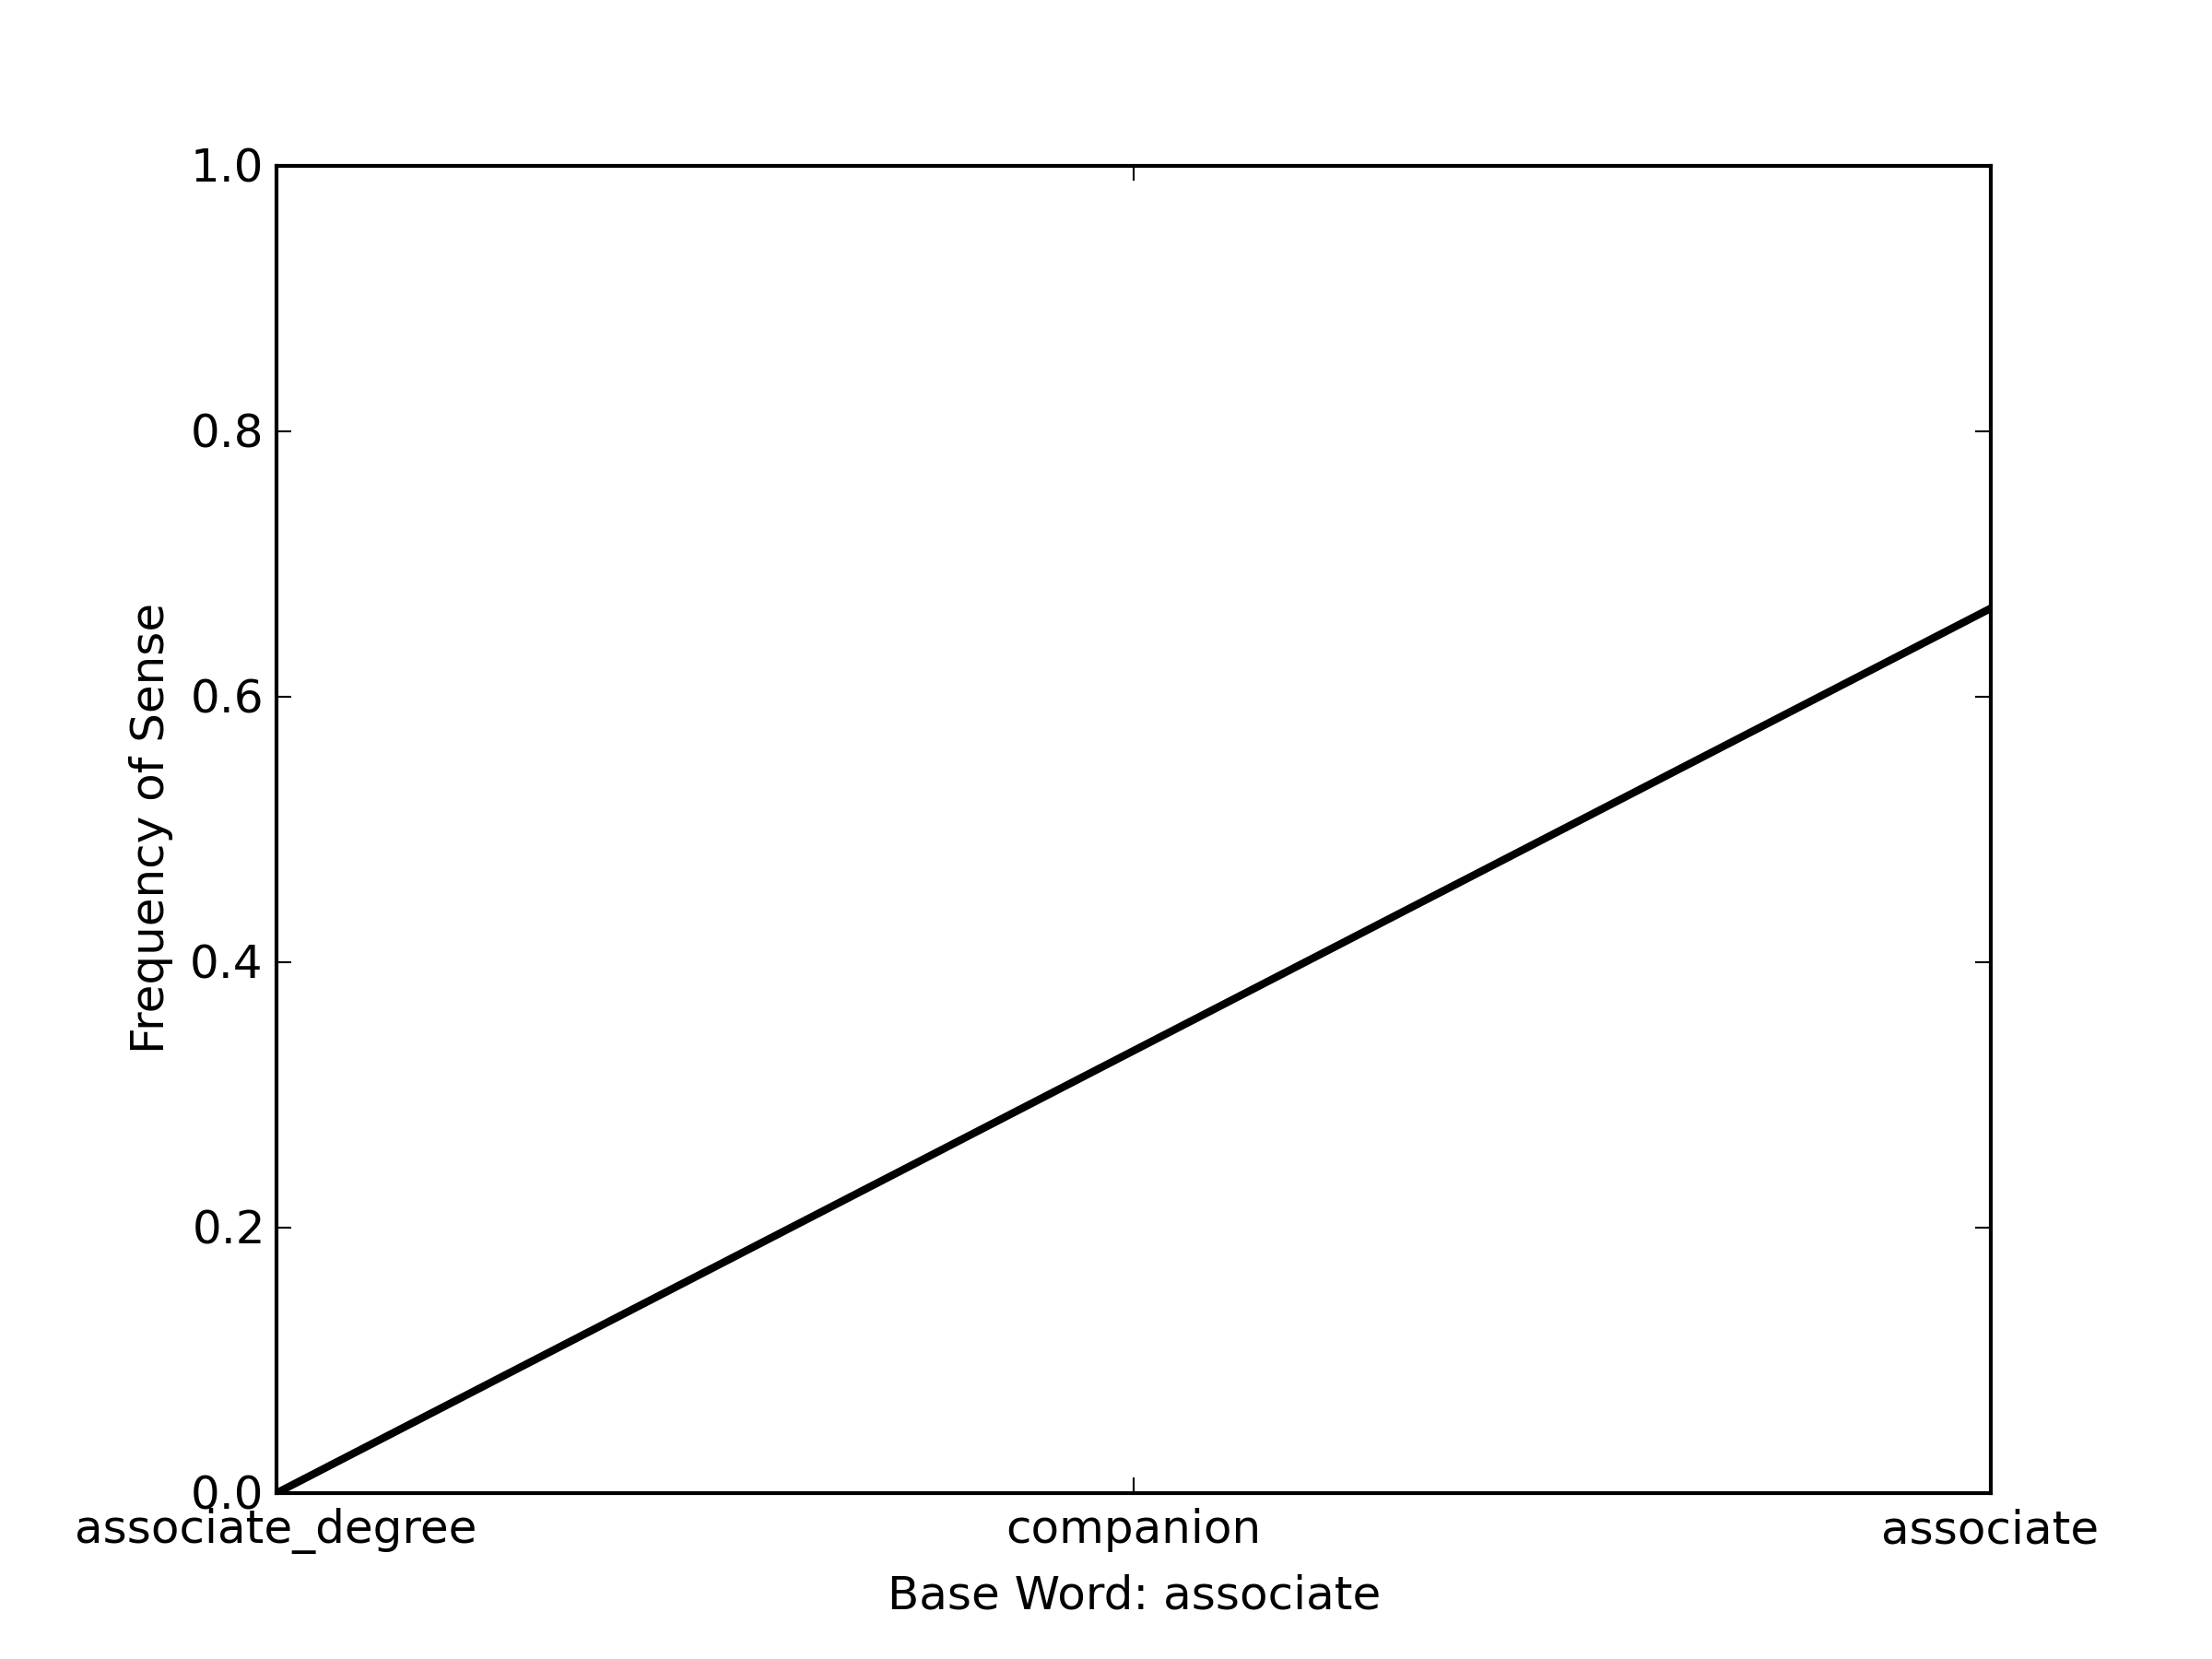 1.0
0.8
0.6
0.4
0.2
0.0
Frequency of Sense
associate_degree companion associate
Base Word: associate